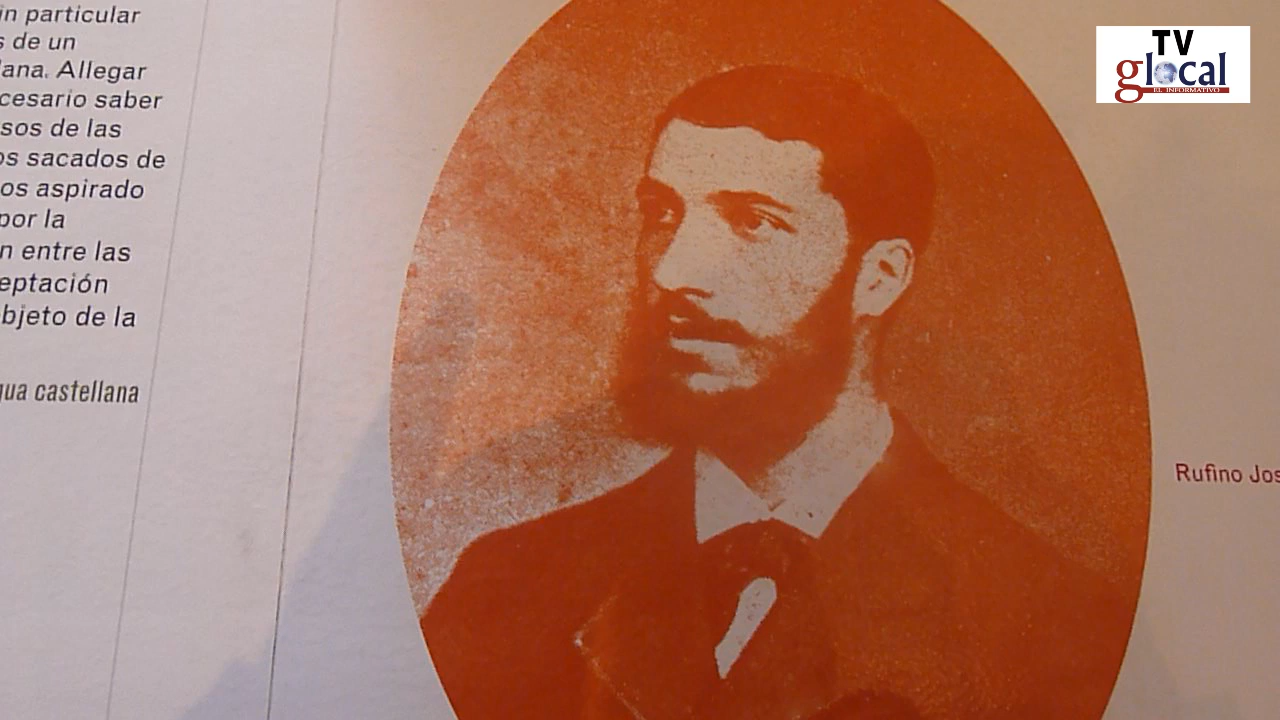 in particular
s de un
lana. Allegar
cesario saber
sos de las
os sacados de
os aspirado
por la
n entre las
eptación
objeto de la
gua castellana
Rufino Jos
TV
glocal
EL INFORMATIVO